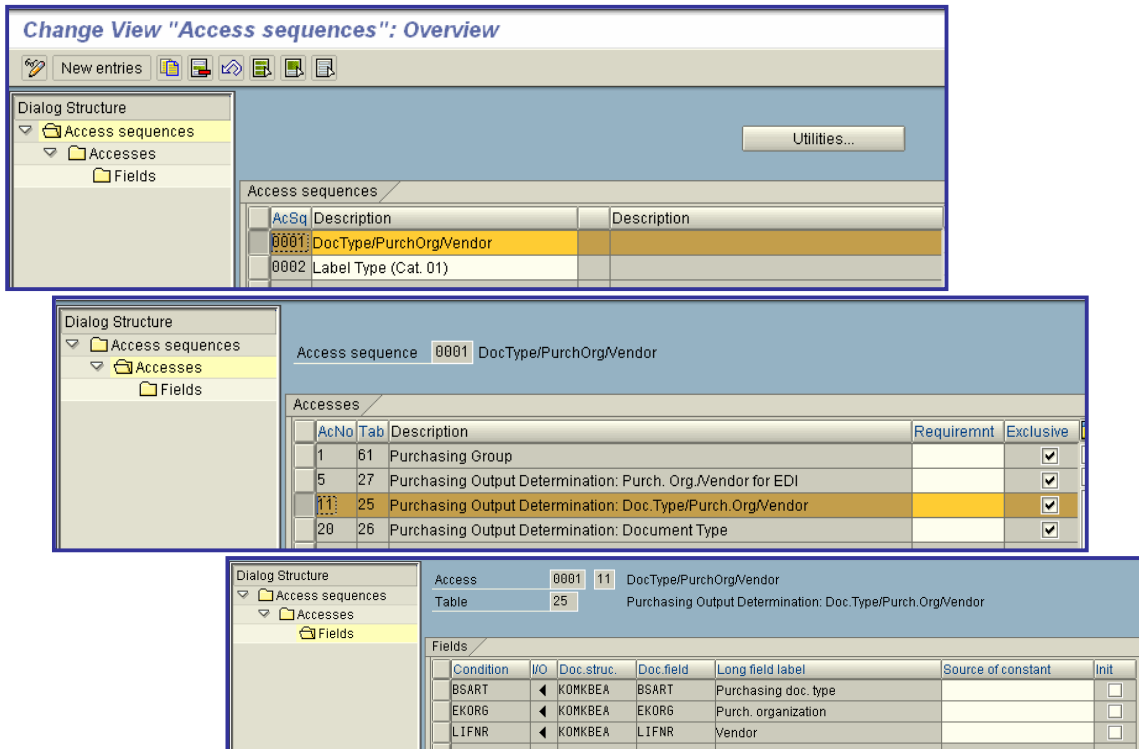 Change View "Access sequences": Overview
New entries
Dialog Structure
Access sequences
Accesses
Fields
Utilities...
Access sequences
AcSq Description Description
0001 DocType/PurchOrg/Vendor
0002 Label Type (Cat. 01)
Dialog Structure
Access sequences
Accesses
Fields
Access sequence 0001 DocType/PurchOrg/Vendor
Accesses
AcNo Tab Description Requiremnt Exclusive
1 61 Purchasing Group
5 27 Purchasing Output Determination: Purch. Org./Vendor for EDI
11 25 Purchasing Output Determination: Doc.Type/Purch.Org/Vendor
20 26 Purchasing Output Determination: Document Type
Dialog Structure
Access sequences
Accesses
Fields
Access 0001 11 DocType/PurchOrg/Vendor
Table 25 Purchasing Output Determination: Doc.Type/Purch.Org/Vendor
Fields
Condition I/O Doc.struc. Doc.field Long field label Source of constant Init
BSART KOMKBEA BSART Purchasing doc. type
EKORG KOMKBEA EKORG Purch. organization
LIFNR KOMKBEA LIFNR Vendor